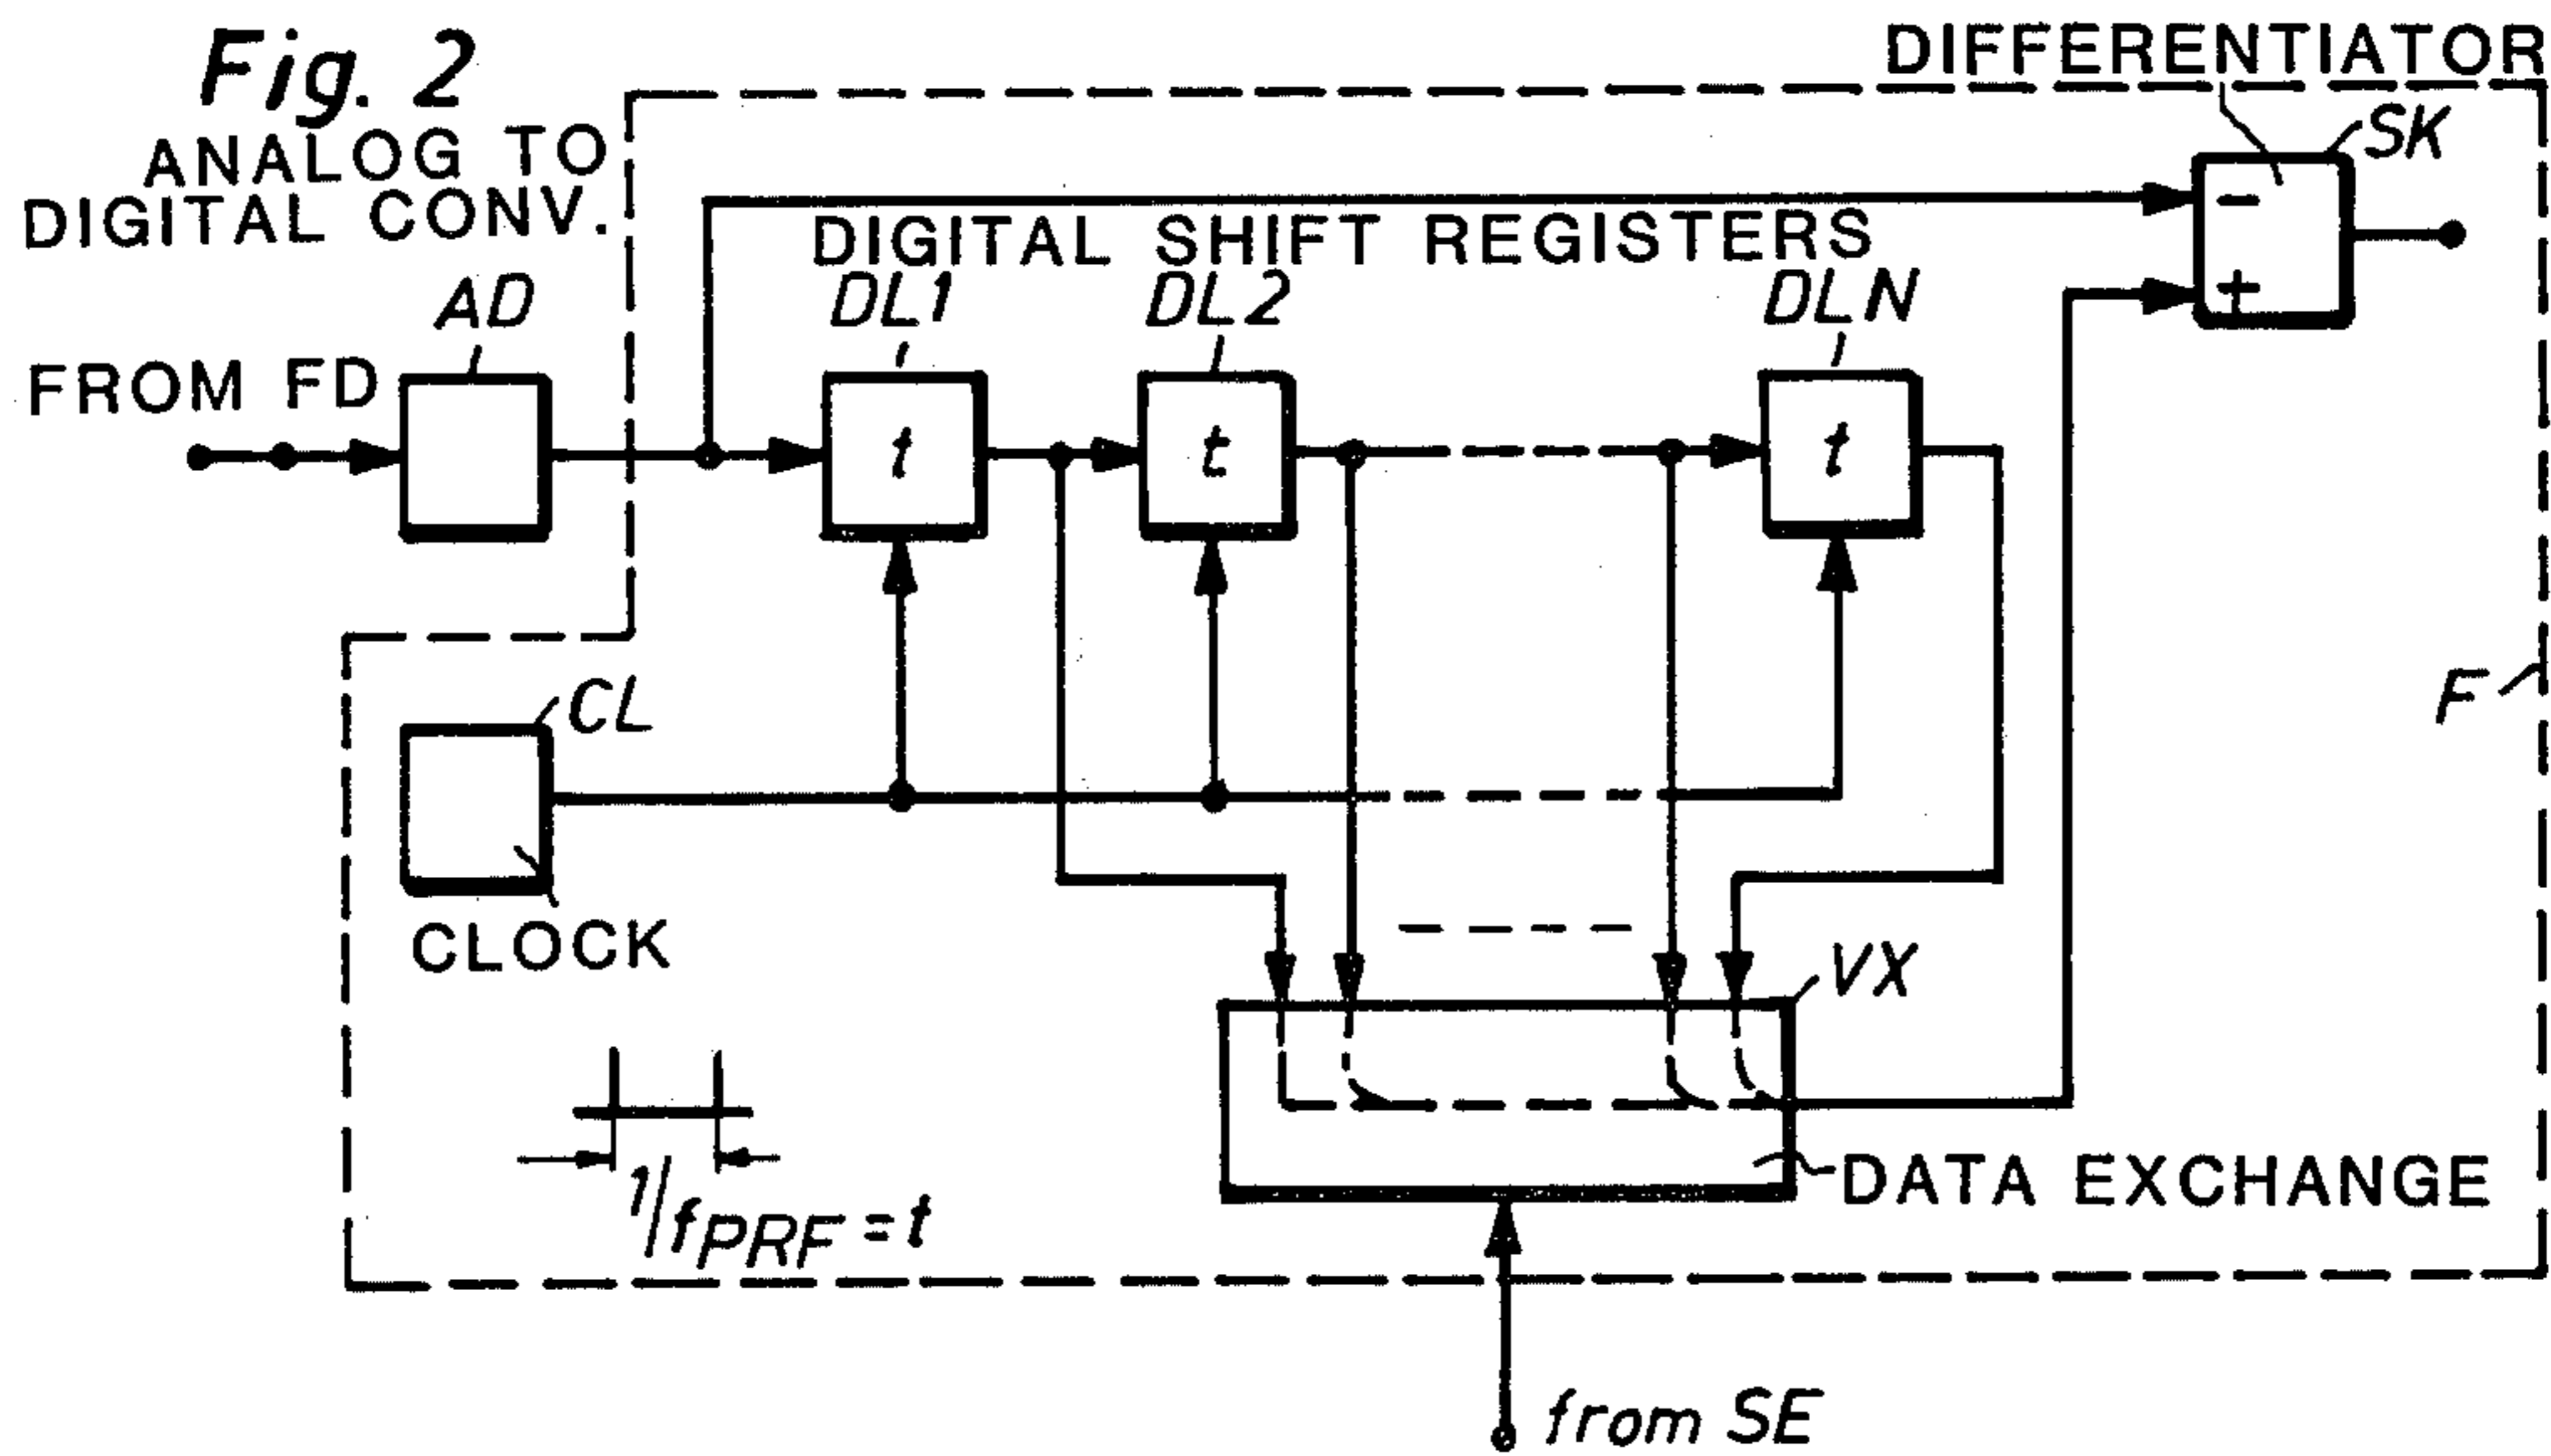 Fig. 2
DIFFERENTIATOR
ANALOG TO
DIGITAL CONV.
SK
−
+
DIGITAL SHIFT REGISTERS
AD
DL1
DL2
DLN
FROM FD
t
t
t
F
CL
CLOCK
VX
1/fPRF = t
DATA EXCHANGE
from SE